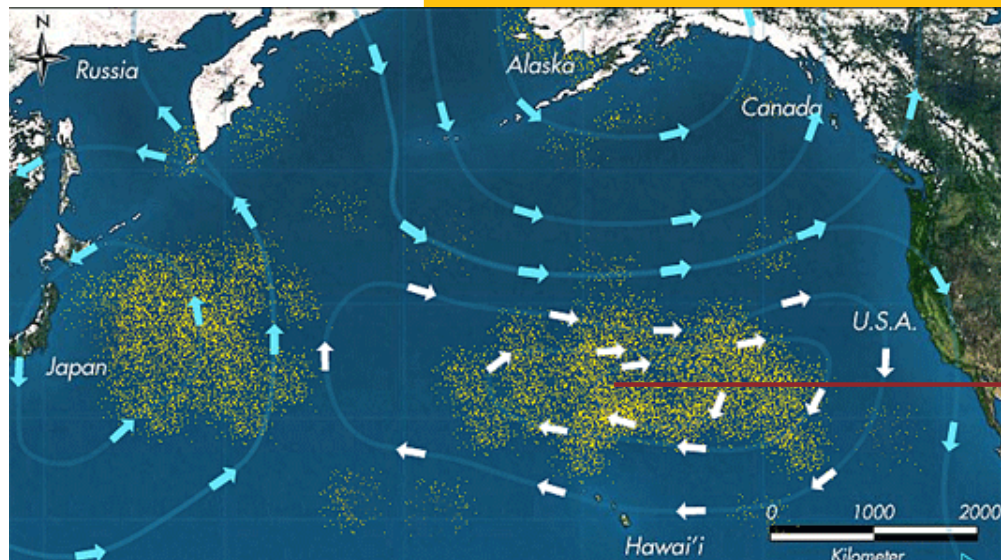 N
Russia
Alaska
Canada
U.S.A.
Japan
0 1000 2000
Kilometer
Hawai'i